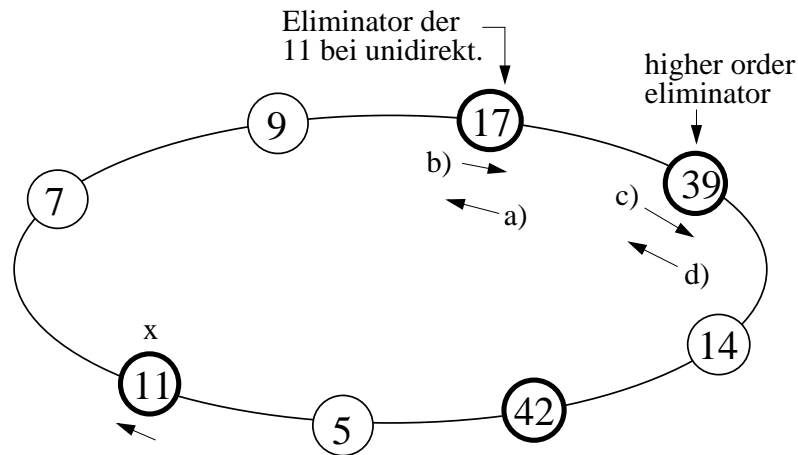 Eliminator der
11 bei unidirekt.
higher order
eliminator
9
17
b)
39
7
c)
a)
d)
x
14
11
42
5